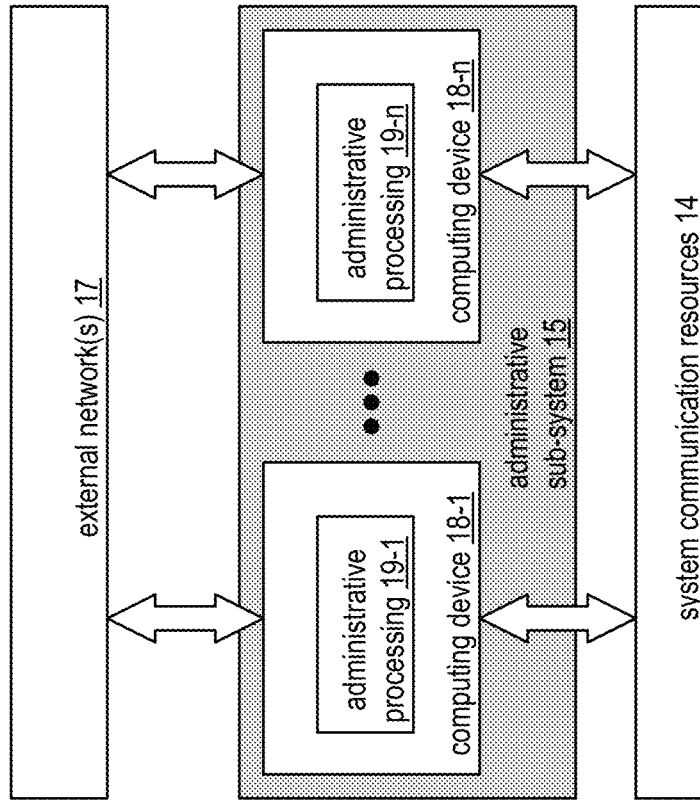 external network(s) 17
administrative
processing 19-1
computing device 18-1
administrative
processing 19-n
computing device 18-n
administrative
sub-system 15
system communication resources 14